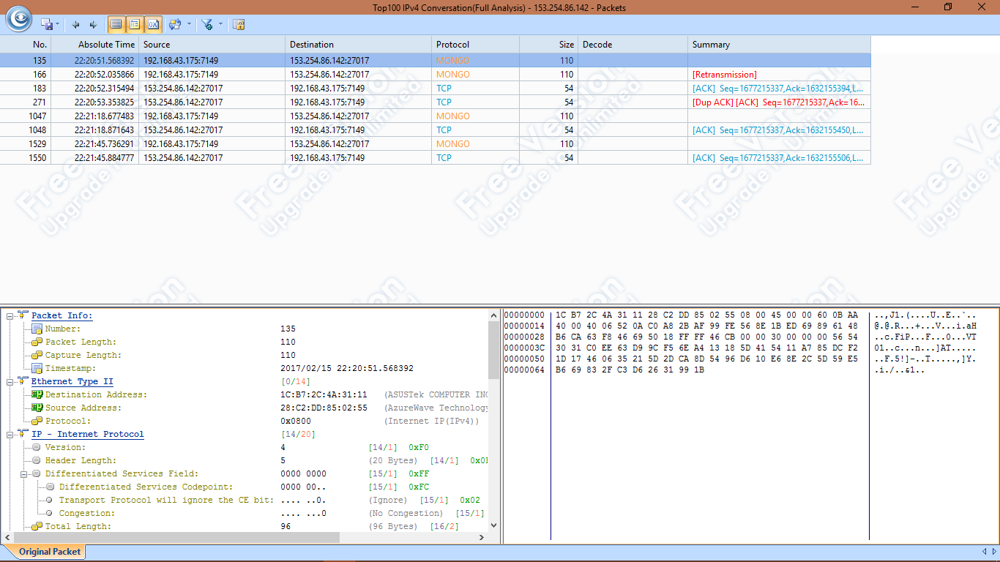 Top100 IPv4 Conversation(Full Analysis) - 153.254.86.142 - Packets
No. Absolute Time Source Destination Protocol Size Decode Summary
135 22:20:51.568392 192.168.43.175:7149 153.254.86.142:27017 MONGO 110
166 22:20:52.035866 192.168.43.175:7149 153.254.86.142:27017 MONGO 110 [Retransmission]
183 22:20:52.315494 153.254.86.142:27017 192.168.43.175:7149 TCP 54 [ACK] Seq=1677215337,Ack=1632155394,L...
271 22:20:53.353825 153.254.86.142:27017 192.168.43.175:7149 TCP 54 [Dup ACK] [ACK] Seq=1677215337,Ack=16...
1047 22:21:18.677483 192.168.43.175:7149 153.254.86.142:27017 MONGO 110
1048 22:21:18.871643 153.254.86.142:27017 192.168.43.175:7149 TCP 54 [ACK] Seq=1677215337,Ack=1632155450,L...
1529 22:21:45.736291 192.168.43.175:7149 153.254.86.142:27017 MONGO 110
1550 22:21:45.884777 153.254.86.142:27017 192.168.43.175:7149 TCP 54 [ACK] Seq=1677215337,Ack=1632155506,L...
Free Version
Upgrade to Unlimited
Packet Info:
Number: 135
Packet Length: 110
Capture Length: 110
Timestamp: 2017/02/15 22:20:51.568392
Ethernet Type II [0/14]
Destination Address: 1C:B7:2C:4A:31:11 (ASUSTek COMPUTER INC
Source Address: 28:C2:DD:85:02:55 (AzureWave Technology
Protocol: 0x0800 (Internet IP(IPv4))
IP - Internet Protocol [14/20]
Version: 4 [14/1] 0xF0
Header Length: 5 (20 Bytes) [14/1] 0x0
Differentiated Services Field: 0000 0000 [15/1] 0xFF
Differentiated Services Codepoint: 0000 00.. [15/1] 0xFC
Transport Protocol will ignore the CE bit: .... ..0. (Ignore) [15/1] 0x02
Congestion: .... ...0 (No Congestion) [15/1]
Total Length: 96 (96 Bytes) [16/2]
00000000 1C B7 2C 4A 31 11 28 C2 DD 85 02 55 08 00 45 00 00 60 0B AA ..,J1.(....U..E..`..
00000014 40 00 40 06 52 0A C0 A8 2B AF 99 FE 56 8E 1B ED 69 89 61 48 @.@.R...+...V...i.aH
00000028 B6 CA 63 F8 46 69 50 18 FF FF 46 CB 00 00 30 00 00 00 56 54 ..c.FiP...F...0...VT
0000003C 30 31 C0 EE 63 D9 9C F5 6E A4 13 18 5D 41 54 11 A7 85 DC F2 01..c...n...]AT.....
00000050 1D 17 46 06 35 21 5D 2D CA 8D 54 96 D6 10 E6 8E 2C 5D 59 E5 ..F.5!]-..T.....,]Y.
00000064 B6 69 83 2F C3 D6 26 31 99 1B .i./..&1..
Original Packet